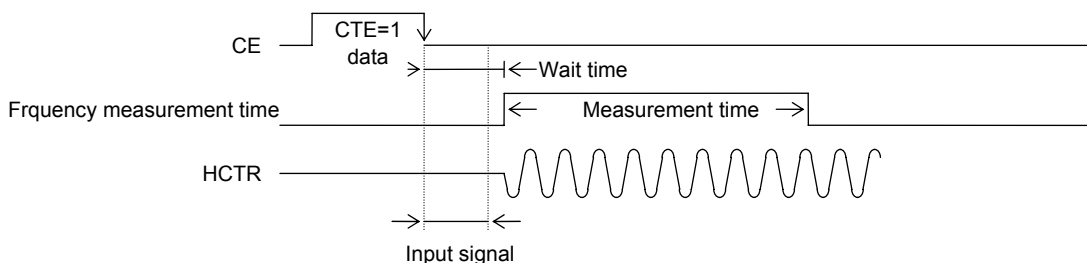 CE
CTE=1
data
Wait time
Frquency measurement time
Measurement time
HCTR
Input signal